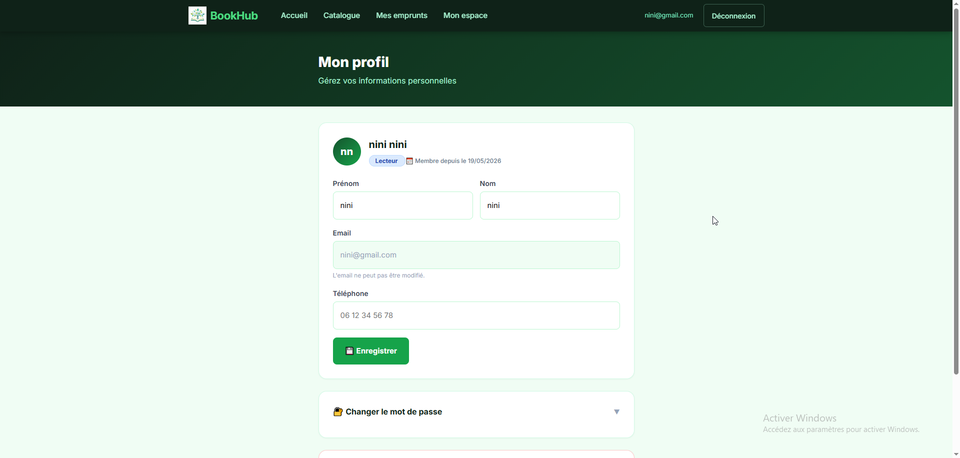 BookHub Accueil Catalogue Mes emprunts Mon espace nini@gmail.com Déconnexion
Mon profil
Gérez vos informations personnelles
nn
nini nini
Lecteur Membre depuis le 19/05/2026
Prénom Nom
nini nini
Email
nini@gmail.com
L'email ne peut pas être modifié.
Téléphone
06 12 34 56 78
Enregistrer
Changer le mot de passe ▼
Activer Windows
Accédez aux paramètres pour activer Windows.